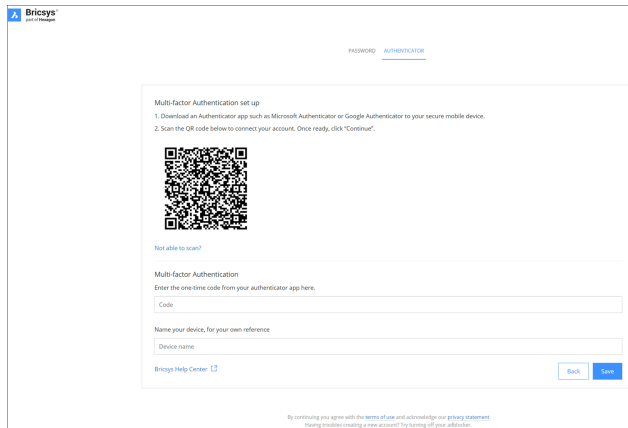 Bricsys®
part of Hexagon
PASSWORD AUTHENTICATOR
Multi-factor Authentication set up
1. Download an Authenticator app such as Microsoft Authenticator or Google Authenticator to your secure mobile device.
2. Scan the QR code below to connect your account. Once ready, click “Continue”.
Not able to scan?
Multi-factor Authentication
Enter the one-time code from your authenticator app here.
Code
Name your device, for your own reference
Device name
Bricsys Help Center
Back Save
By continuing you agree with the terms of use and acknowledge our privacy statement
Having troubles creating a new account? Try turning off your adblocker.